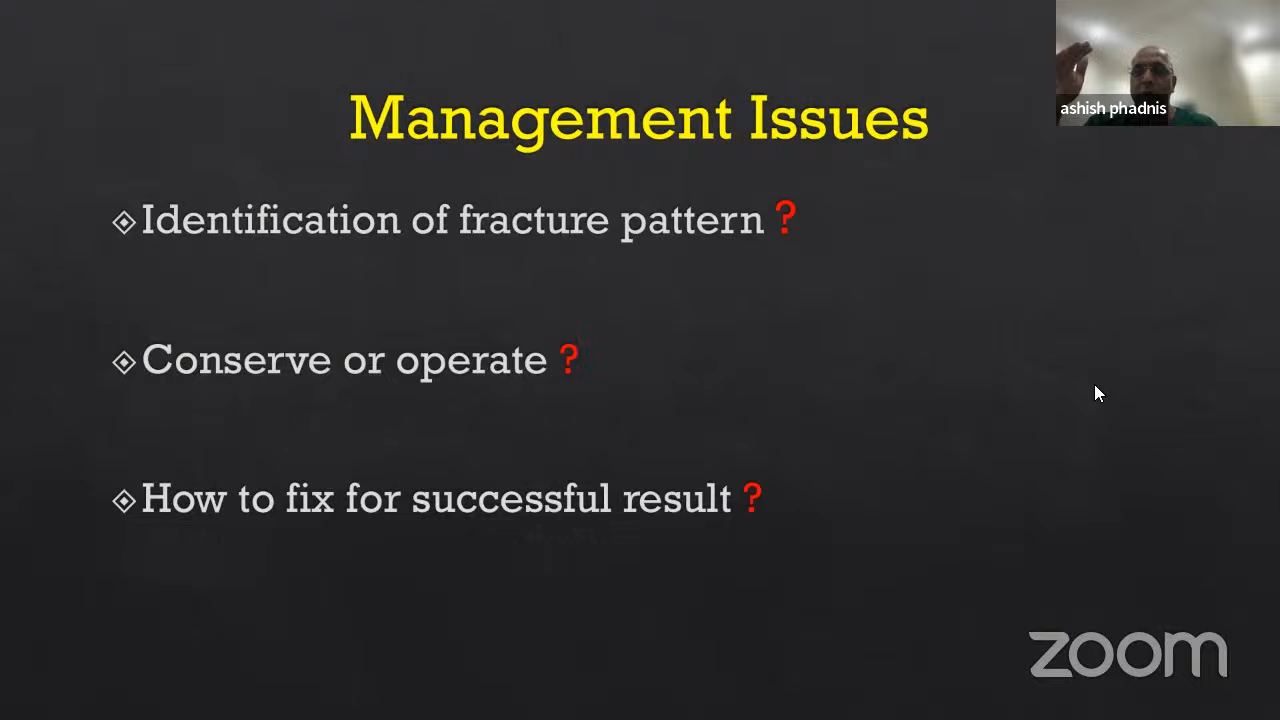 ashish phadnis
Management Issues
Identification of fracture pattern ?
Conserve or operate ?
How to fix for successful result ?
zoom